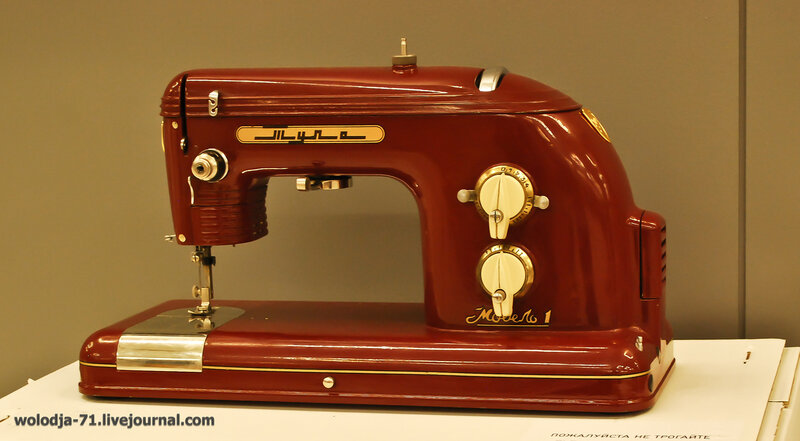 Тула
Модель 1
wolodja-71.livejournal.com
ПОЖАЛУЙСТА НЕ ТРОГАЙТЕ